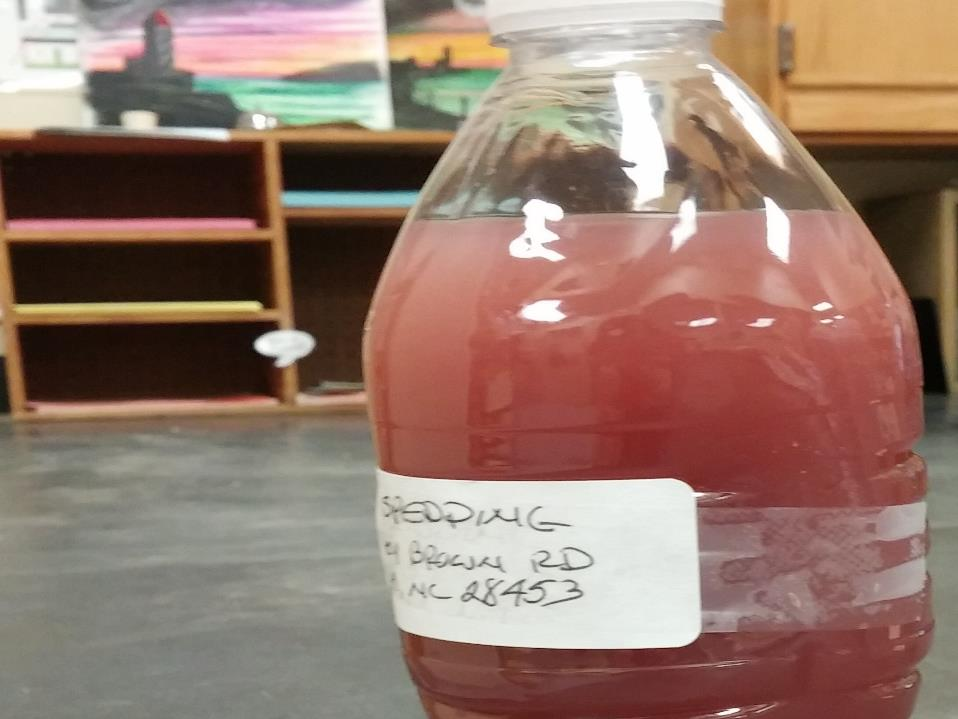 SPEDDING
BROWN RD
, NC 28453